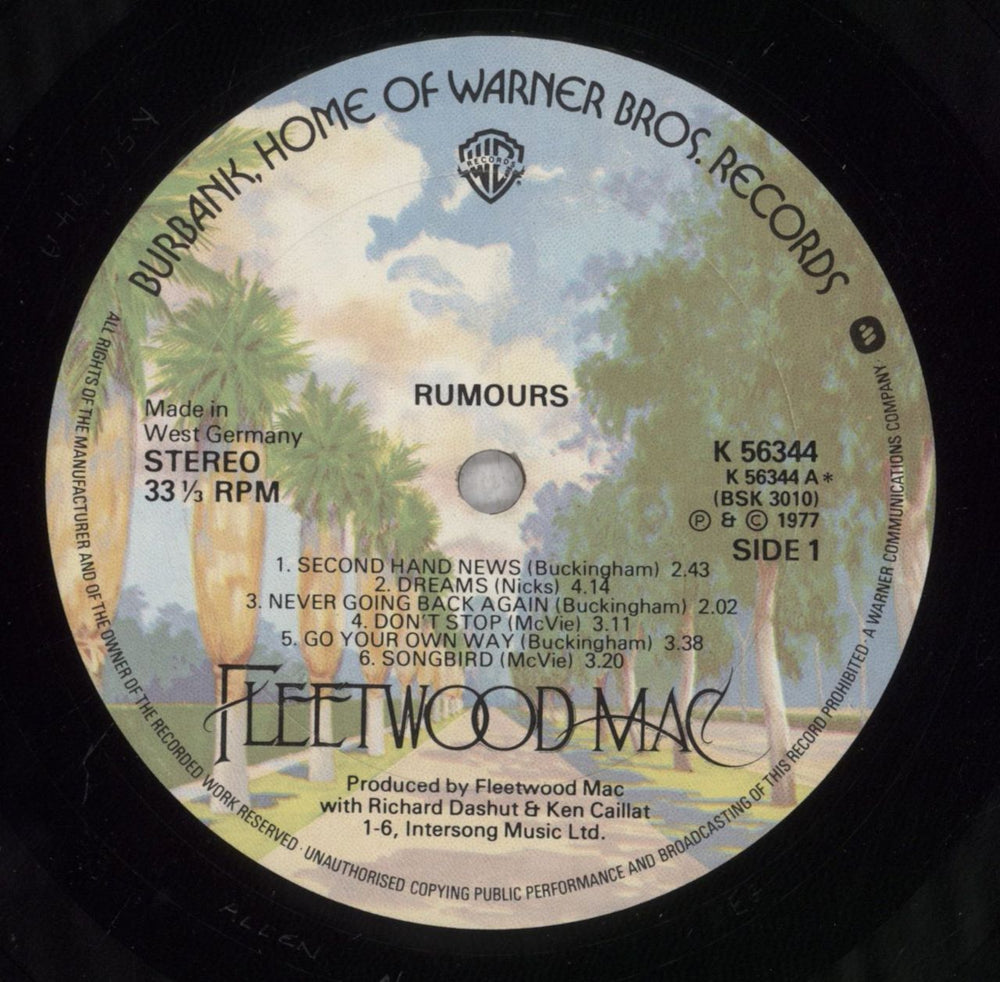 BURBANK, HOME OF WARNER BROS. RECORDS
RECORDS
RUMOURS
Made in
West Germany
STEREO
33 ⅓ RPM
K 56344
K 56344 A*
(BSK 3010)
Ⓟ & © 1977
SIDE 1
1. SECOND HAND NEWS (Buckingham) 2.43
2. DREAMS (Nicks) 4.14
3. NEVER GOING BACK AGAIN (Buckingham) 2.02
4. DON'T STOP (McVie) 3.11
5. GO YOUR OWN WAY (Buckingham) 3.38
6. SONGBIRD (McVie) 3.20
FLEETWOOD MAC
Produced by Fleetwood Mac
with Richard Dashut & Ken Caillat
1-6, Intersong Music Ltd.
ALL RIGHTS OF THE MANUFACTURER AND OF THE OWNER OF THE RECORDED WORK RESERVED · UNAUTHORISED COPYING PUBLIC PERFORMANCE AND BROADCASTING OF THIS RECORD PROHIBITED · A WARNER COMMUNICATIONS COMPANY
ALLEN